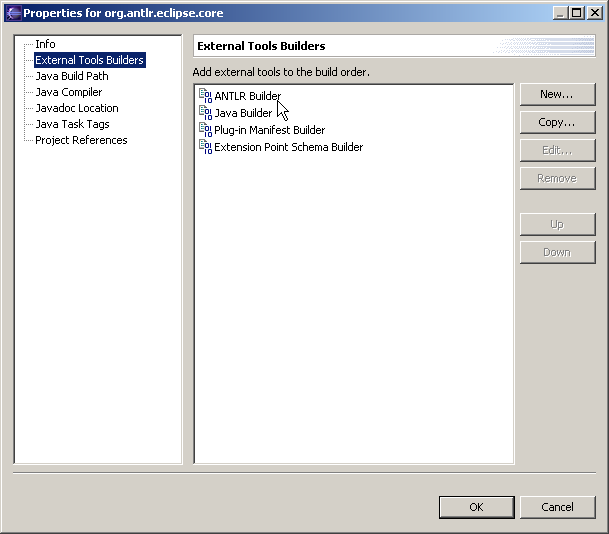 Properties for org.antlr.eclipse.core
Info
External Tools Builders
Java Build Path
Java Compiler
Javadoc Location
Java Task Tags
Project References
External Tools Builders
Add external tools to the build order.
ANTLR Builder
Java Builder
Plug-in Manifest Builder
Extension Point Schema Builder
New...
Copy...
Edit...
Remove
Up
Down
OK
Cancel